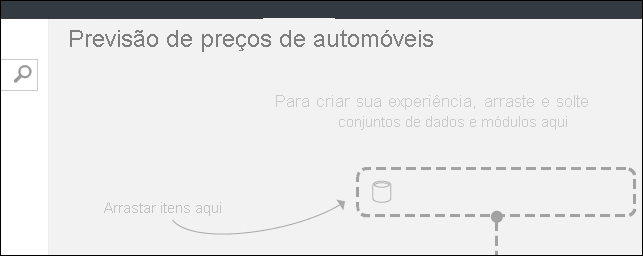 Previsão de preços de automóveis
Para criar sua experiência, arraste e solte
conjuntos de dados e módulos aqui
Arrastar itens aqui